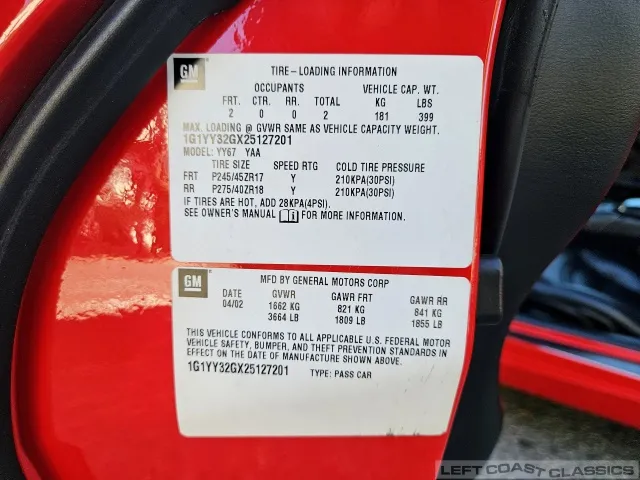 GM TIRE-LOADING INFORMATION
OCCUPANTS VEHICLE CAP. WT.
FRT. CTR. RR. TOTAL KG LBS
2 0 0 2 181 399
MAX. LOADING @ GVWR SAME AS VEHICLE CAPACITY WEIGHT.
1G1YY32GX25127201
MODEL: YY67 YAA
TIRE SIZE SPEED RTG COLD TIRE PRESSURE
FRT P245/45ZR17 Y 210KPA(30PSI)
RR P275/40ZR18 Y 210KPA(30PSI)
IF TIRES ARE HOT, ADD 28KPA(4PSI).
SEE OWNER'S MANUAL FOR MORE INFORMATION.
GM MFD BY GENERAL MOTORS CORP
DATE GVWR GAWR FRT GAWR RR
04/02 1662 KG 821 KG 841 KG
3664 LB 1809 LB 1855 LB
THIS VEHICLE CONFORMS TO ALL APPLICABLE U.S. FEDERAL MOTOR
VEHICLE SAFETY, BUMPER, AND THEFT PREVENTION STANDARDS IN
EFFECT ON THE DATE OF MANUFACTURE SHOWN ABOVE.
1G1YY32GX25127201 TYPE: PASS CAR
LEFT COAST CLASSICS